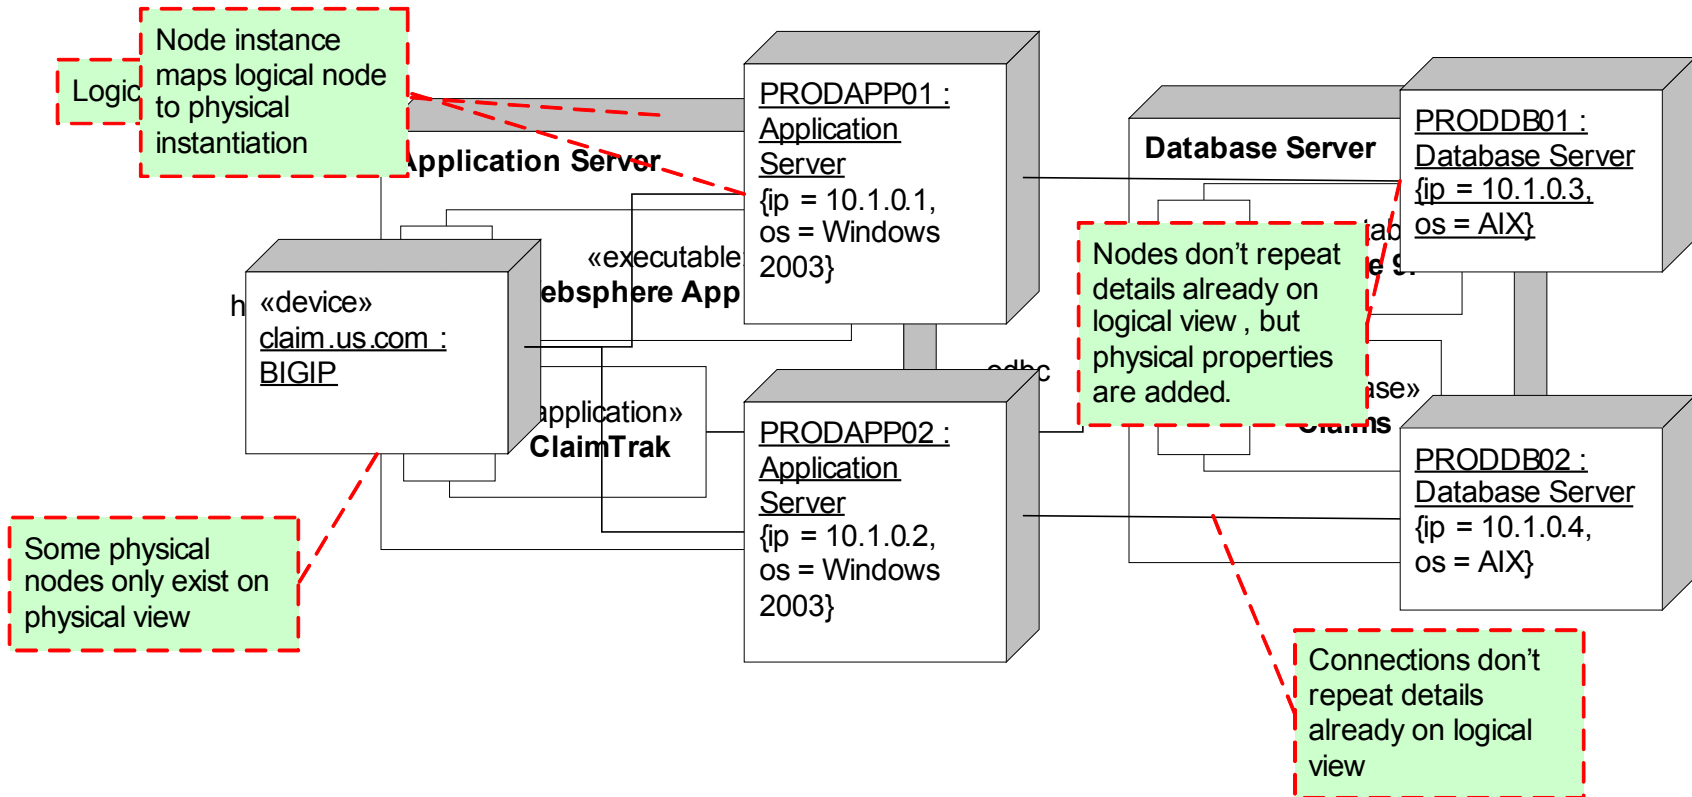 Node instance
maps logical node
to physical
instantiation
Logic
Application Server
PRODAPP01 :
Application
Server
{ip = 10.1.0.1,
os = Windows
2003}
Database Server
PRODDB01 :
Database Server
{ip = 10.1.0.3,
os = AIX}
«executable
ebsphere App
h
«device»
claim.us.com :
BIGIP
Nodes don’t repeat
details already on
logical view , but
physical properties
are added.
tab
e 9.
odbc
application»
ClaimTrak
PRODAPP02 :
Application
Server
{ip = 10.1.0.2,
os = Windows
2003}
ase»
Claims
PRODDB02 :
Database Server
{ip = 10.1.0.4,
os = AIX}
Some physical
nodes only exist on
physical view
Connections don’t
repeat details
already on logical
view